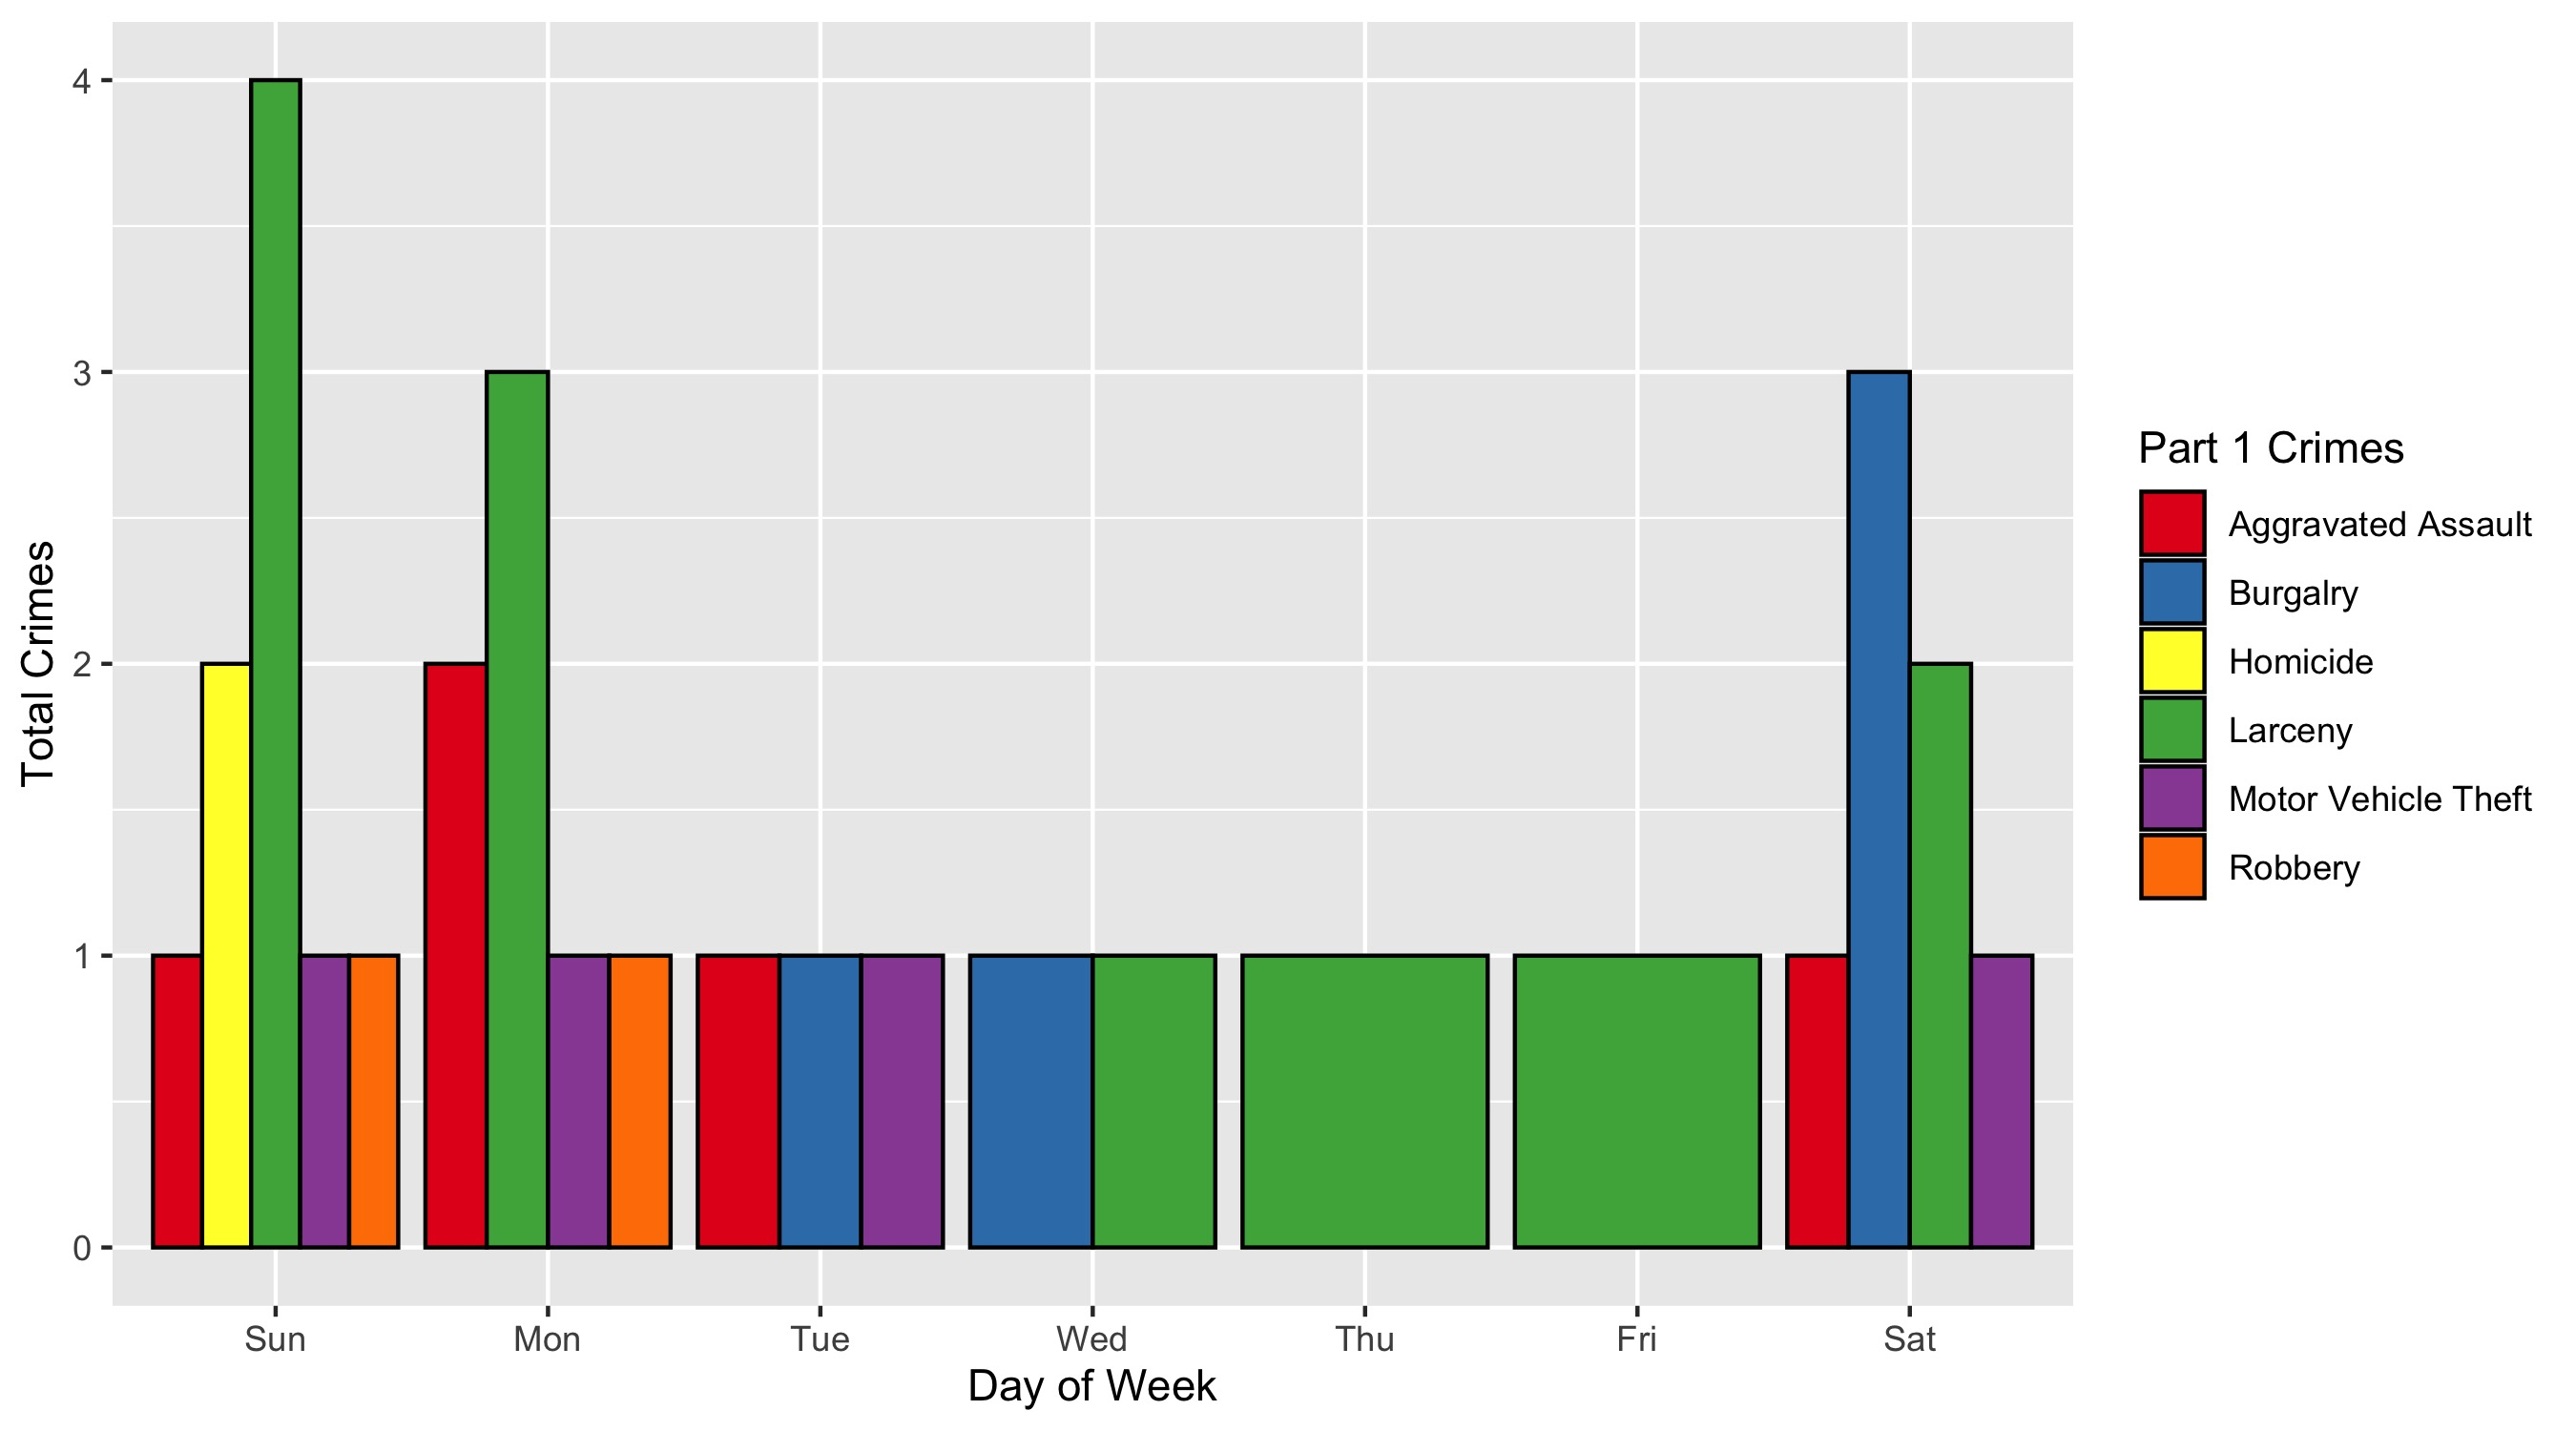 4
3
2
1
0
Total Crimes
Sun Mon Tue Wed Thu Fri Sat
Day of Week
Part 1 Crimes
Aggravated Assault
Burgalry
Homicide
Larceny
Motor Vehicle Theft
Robbery